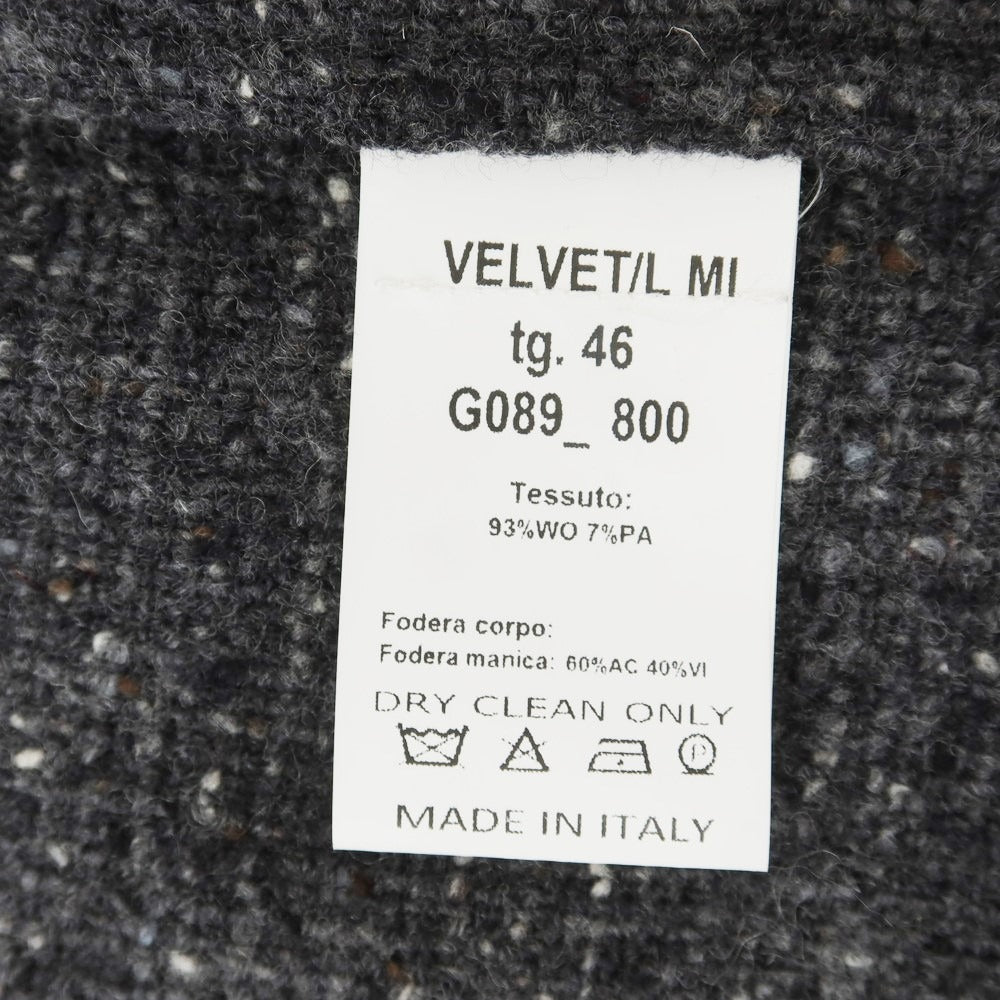 VELVET/L MI
tg. 46
G089_ 800
Tessuto:
93%WO 7%PA
Fodera corpo:
Fodera manica: 60%AC 40%VI
DRY CLEAN ONLY
P
MADE IN ITALY